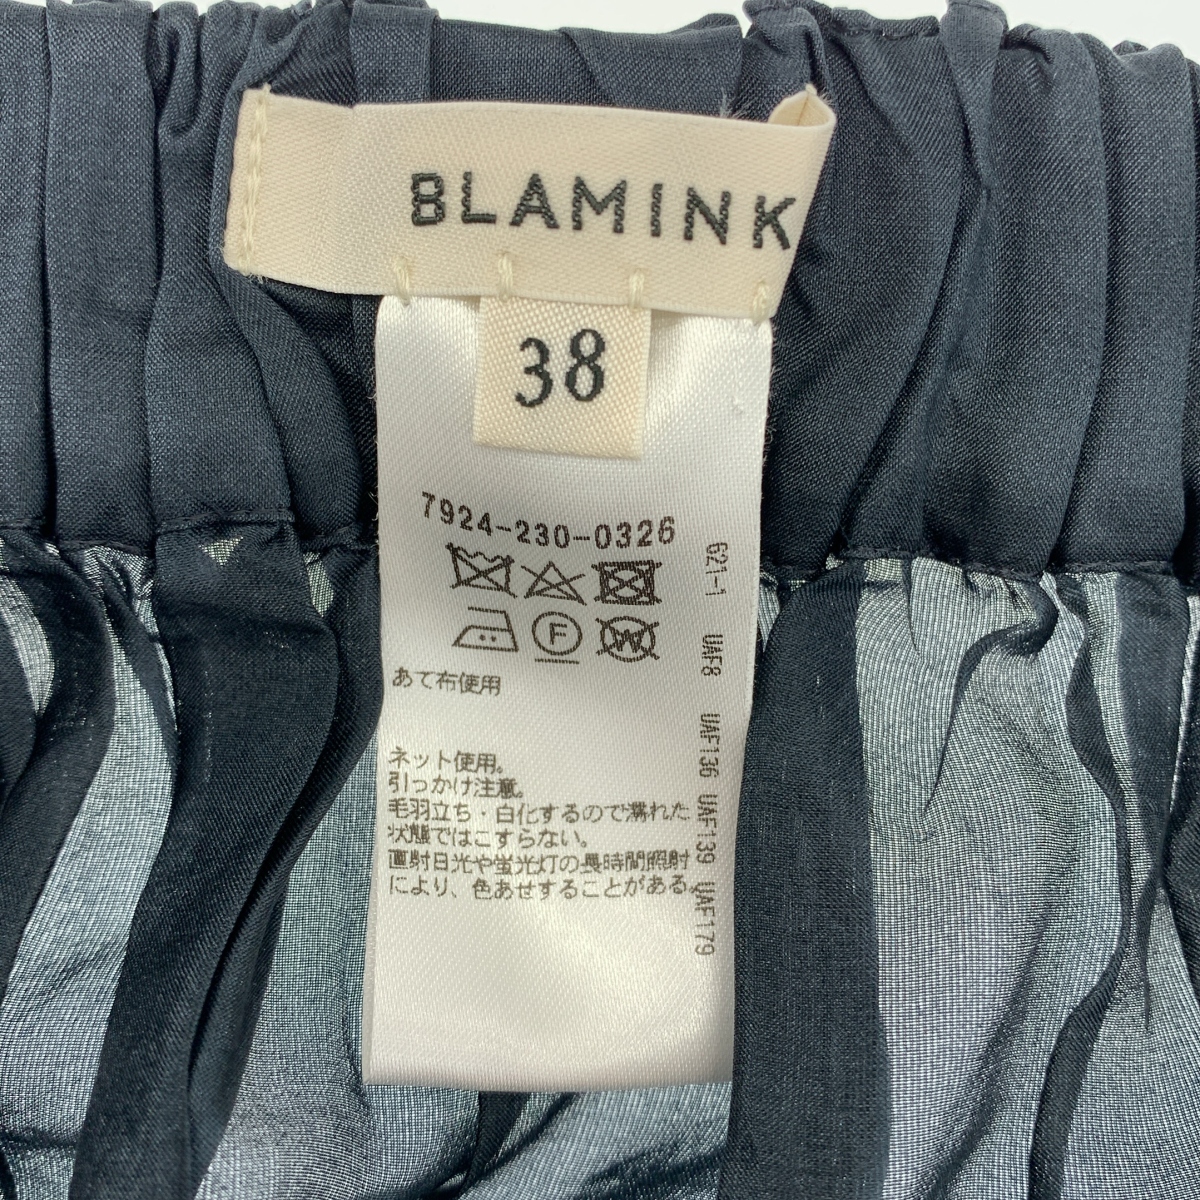 BLAMINK
38
7924-230-0326
F
W
あて布使用
ネット使用。
引っかけ注意。
毛羽立ち・白化するので濡れた
状態ではこすらない。
直射日光や蛍光灯の長時間照射
により、色あせすることがある。
621-1 UAF8 UAF136 UAF139 UAF179